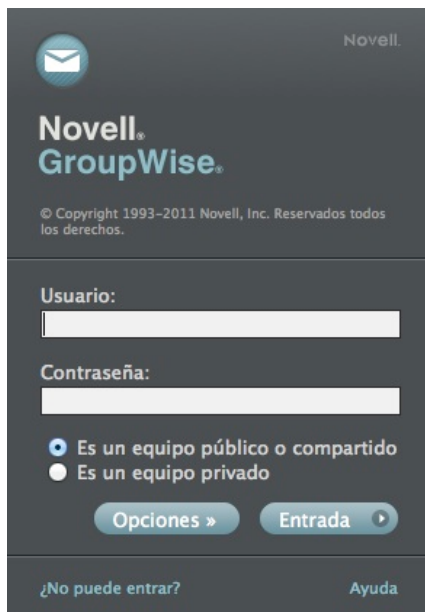 Novell.
Novell®
GroupWise®
© Copyright 1993-2011 Novell, Inc. Reservados todos
los derechos.
Usuario:
Contraseña:
Es un equipo público o compartido
Es un equipo privado
Opciones »
Entrada
¿No puede entrar?
Ayuda